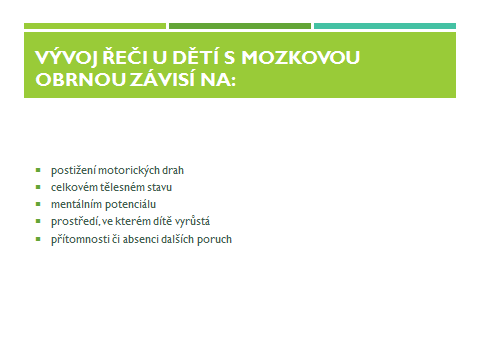 VÝVOJ ŘEČI U DĚTÍ S MOZKOVOU
OBRNOU ZÁVISÍ NA:
postižení motorických drah
celkovém tělesném stavu
mentálním potenciálu
prostředí, ve kterém dítě vyrůstá
přítomnosti či absenci dalších poruch